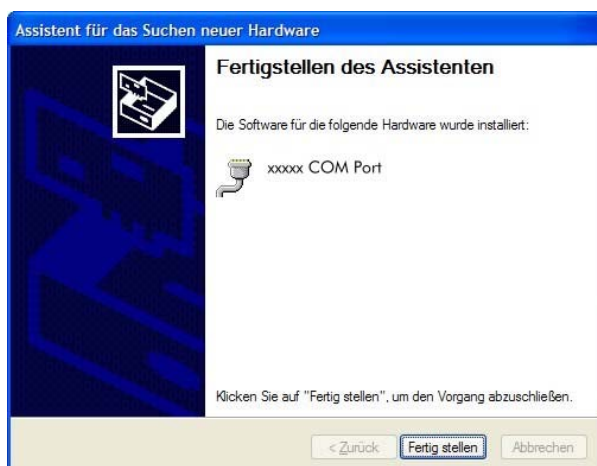 Assistent für das Suchen neuer Hardware
Fertigstellen des Assistenten
Die Software für die folgende Hardware wurde installiert:
xxxxx COM Port
Klicken Sie auf "Fertig stellen", um den Vorgang abzuschließen.
< Zurück
Fertig stellen
Abbrechen